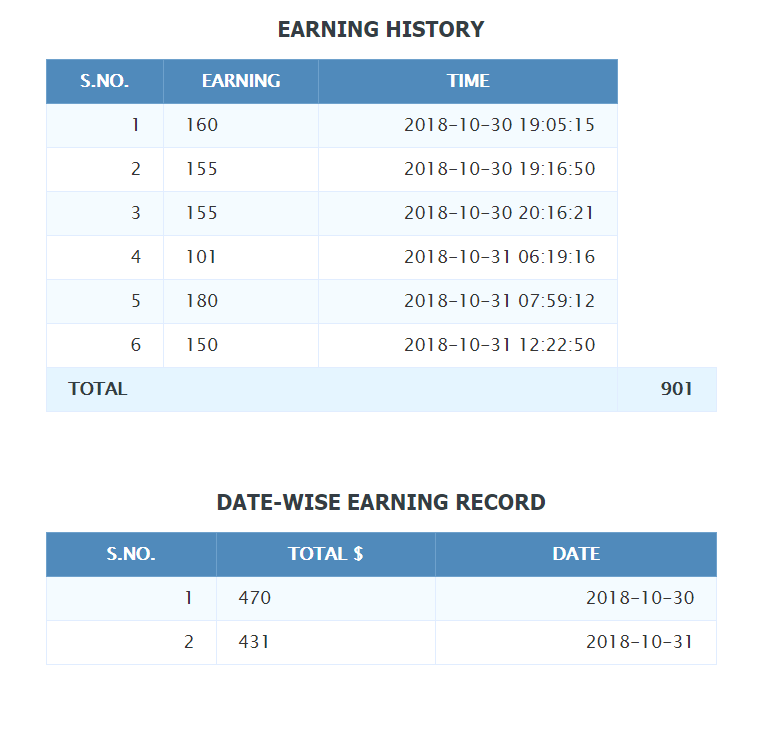 EARNING HISTORY
S.NO. EARNING TIME
1 160 2018-10-30 19:05:15
2 155 2018-10-30 19:16:50
3 155 2018-10-30 20:16:21
4 101 2018-10-31 06:19:16
5 180 2018-10-31 07:59:12
6 150 2018-10-31 12:22:50
TOTAL 901
DATE-WISE EARNING RECORD
S.NO. TOTAL $ DATE
1 470 2018-10-30
2 431 2018-10-31